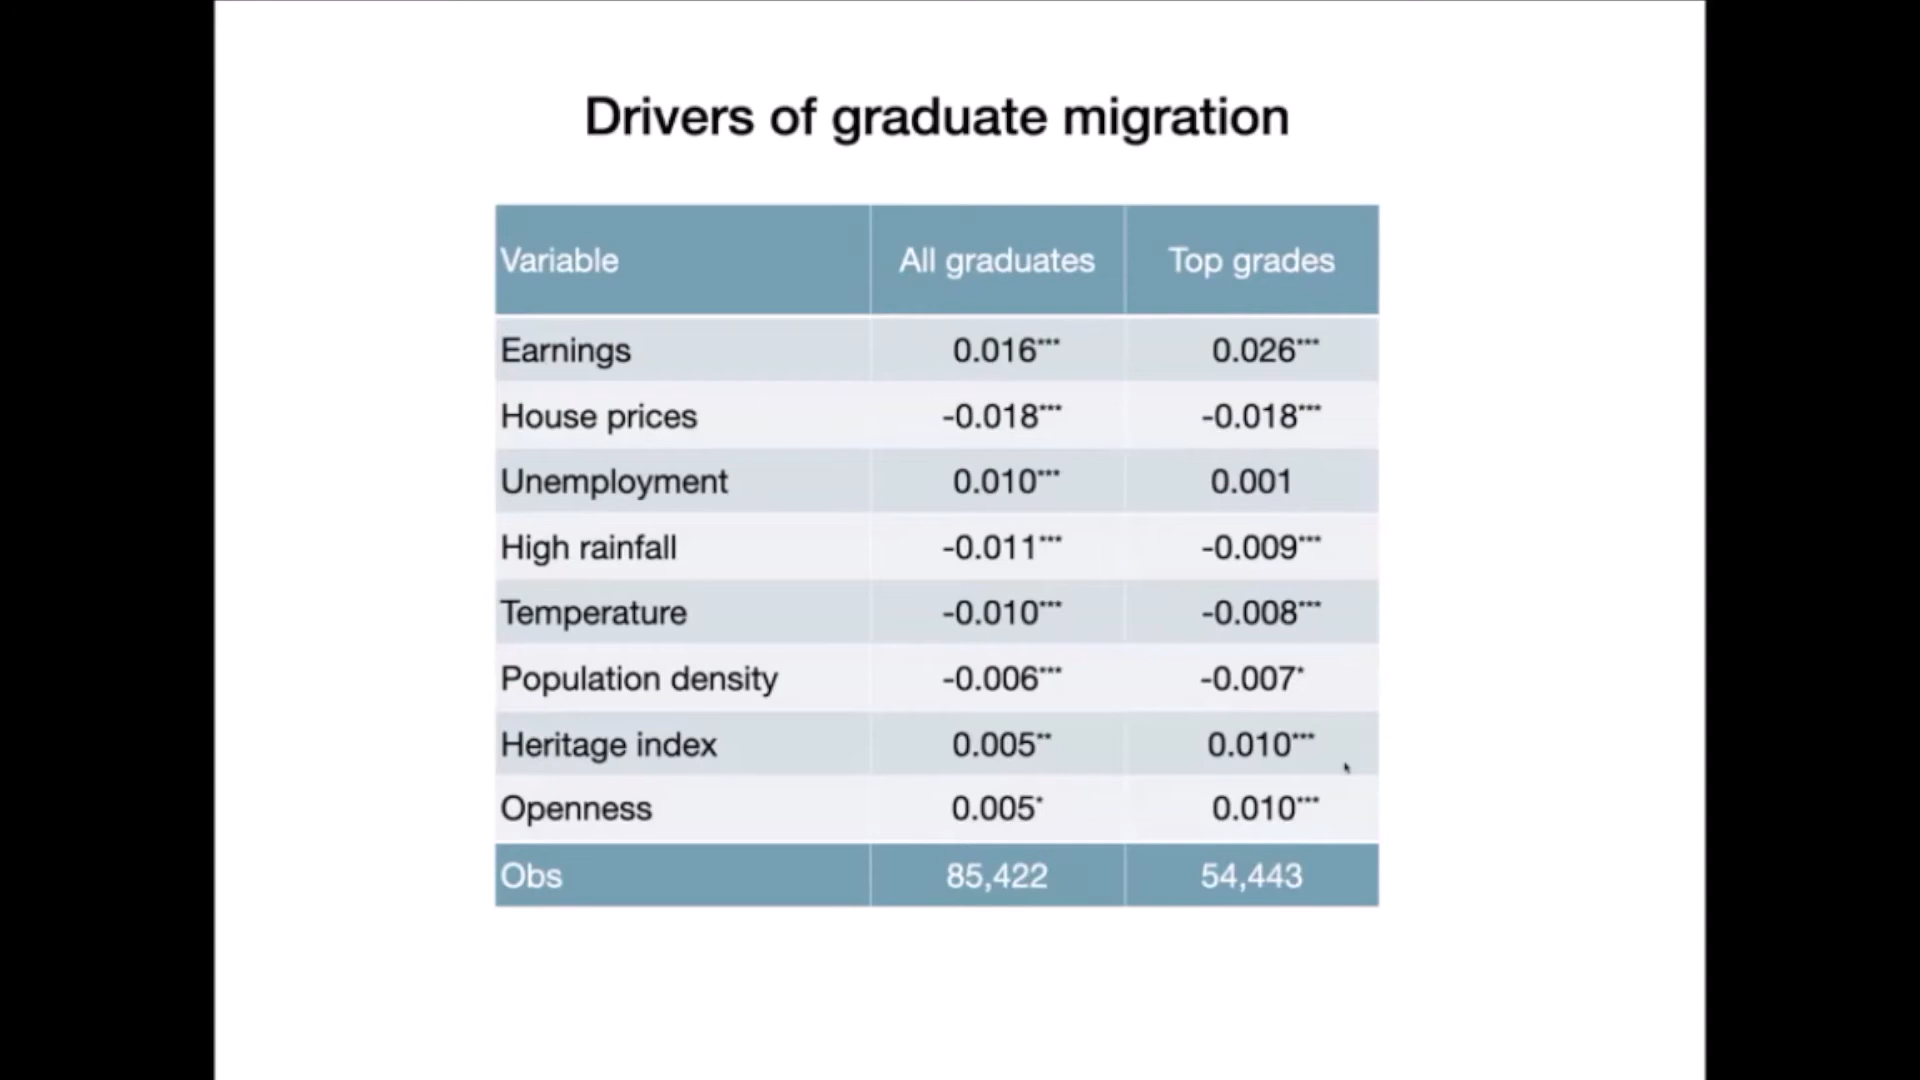 Drivers of graduate migration
Variable All graduates Top grades
Earnings 0.016*** 0.026***
House prices -0.018*** -0.018***
Unemployment 0.010*** 0.001
High rainfall -0.011*** -0.009***
Temperature -0.010*** -0.008***
Population density -0.006*** -0.007*
Heritage index 0.005** 0.010***
Openness 0.005* 0.010***
Obs 85,422 54,443